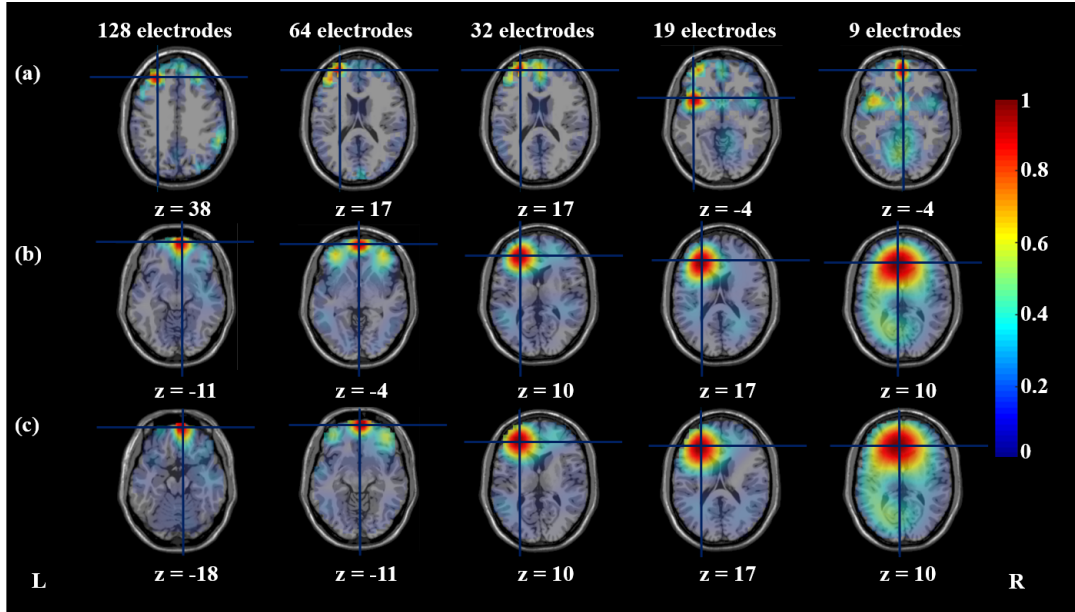 128 electrodes 64 electrodes 32 electrodes 19 electrodes 9 electrodes
(a)
z = 38 z = 17 z = 17 z = -4 z = -4
(b)
z = -11 z = -4 z = 10 z = 17 z = 10
(c)
z = -18 z = -11 z = 10 z = 17 z = 10
L R
1
0.8
0.6
0.4
0.2
0